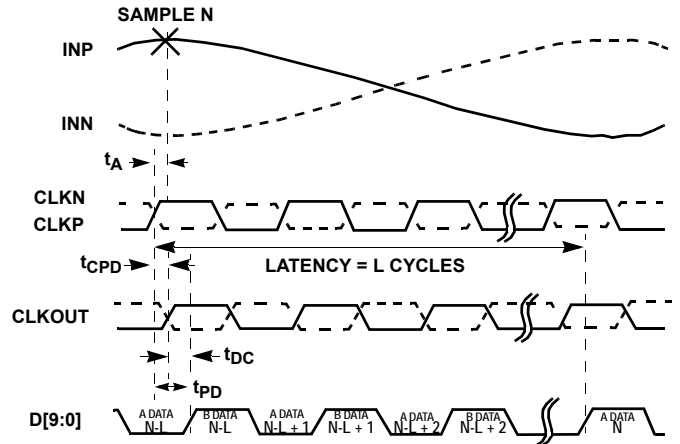 SAMPLE N
INP
INN
tA
CLKN
CLKP
tCPD
LATENCY = L CYCLES
CLKOUT
tDC
tPD
D[9:0]
A DATA
N-L
B DATA
N-L
A DATA
N-L + 1
B DATA
N-L + 1
A DATA
N-L + 2
B DATA
N-L + 2
A DATA
N